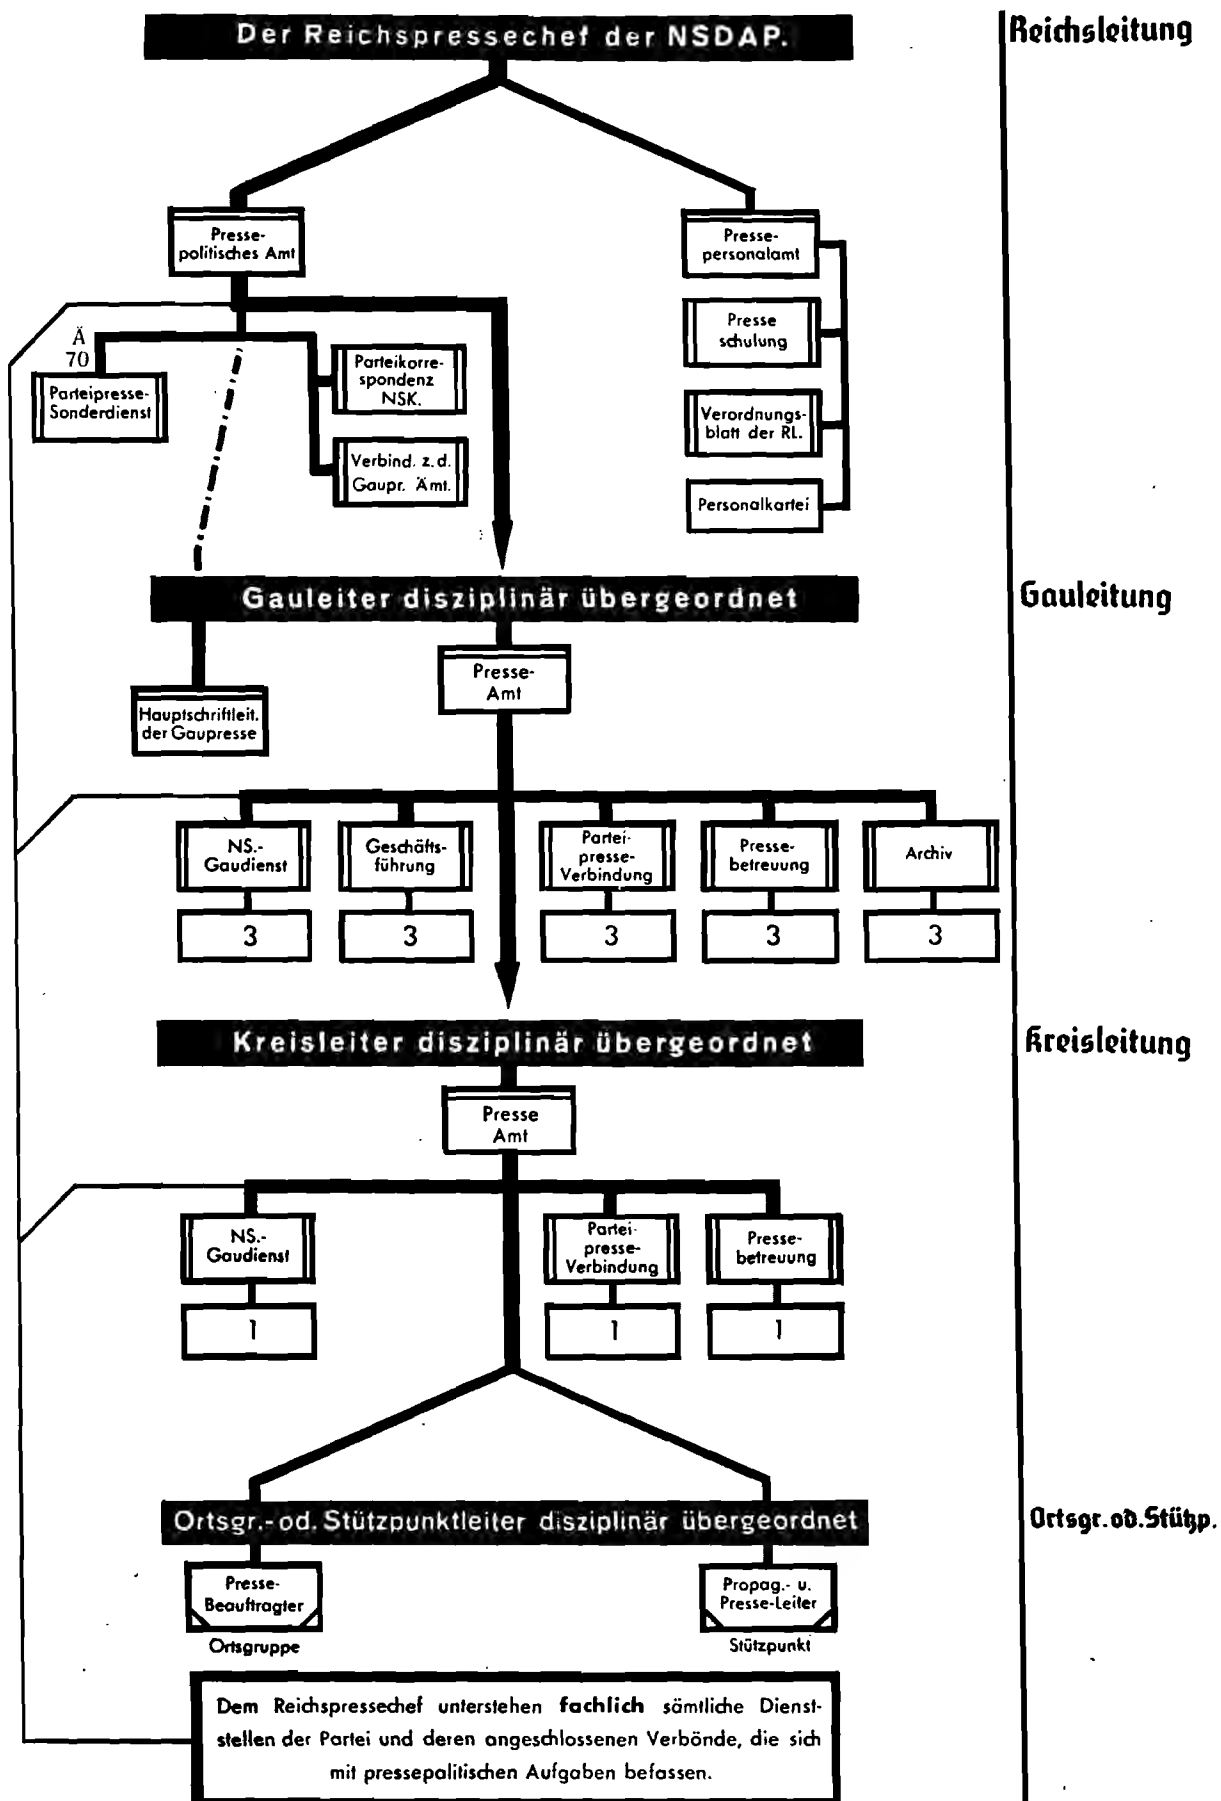 Der Reichspressechef der NSDAP.
Reichsleitung
Presse-
politisches Amt
Presse-
personalamt
Ä
70
Parteipresse-
Sonderdienst
Parteikorre-
spondenz
NSK.
Verbind. z. d.
Gaupr. Ämt.
Presse
schulung
Verordnungs-
blatt der RL.
Personalkartei
Gauleiter disziplinär übergeordnet
Gauleitung
Presse-
Amt
Hauptschriftleit.
der Gaupresse
NS.-
Gaudienst
Geschäfts-
führung
Partei-
presse-
Verbindung
Presse-
betreuung
Archiv
3
3
3
3
3
Kreisleiter disziplinär übergeordnet
Kreisleitung
Presse
Amt
NS.-
Gaudienst
Partei-
presse-
Verbindung
Presse-
betreuung
1
1
1
Ortsgr.-od. Stützpunktleiter disziplinär übergeordnet
Ortsgr. od. Stützp.
Presse-
Beauftragter
Ortsgruppe
Propag.- u.
Presse-Leiter
Stützpunkt
Dem Reichspressechef unterstehen fachlich sämtliche Dienst-
stellen der Partei und deren angeschlossenen Verbände, die sich
mit pressepolitischen Aufgaben befassen.